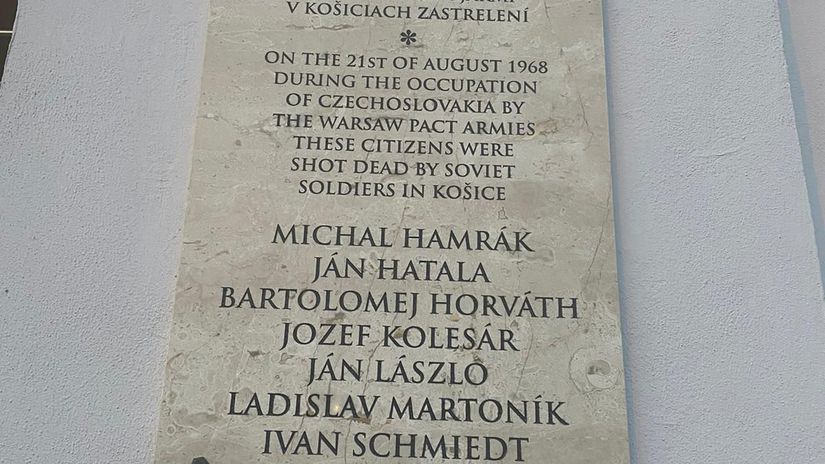 V KOŠICIACH ZASTRELENÍ
*
ON THE 21ST OF AUGUST 1968
DURING THE OCCUPATION
OF CZECHOSLOVAKIA BY
THE WARSAW PACT ARMIES
THESE CITIZENS WERE
SHOT DEAD BY SOVIET
SOLDIERS IN KOŠICE
MICHAL HAMRÁK
JÁN HATALA
BARTOLOMEJ HORVÁTH
JOZEF KOLESÁR
JÁN LÁSZLO
LADISLAV MARTONÍK
IVAN SCHMIEDT